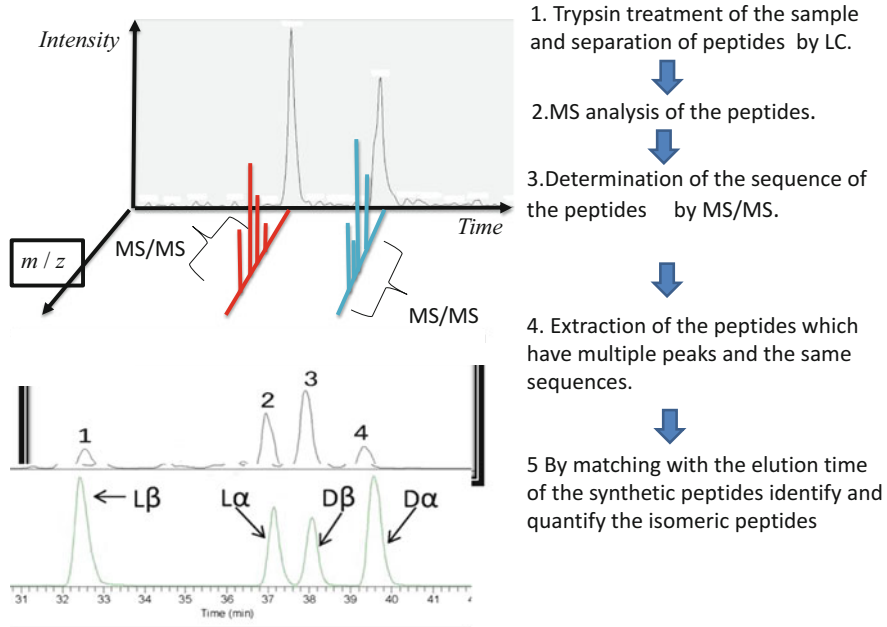 Intensity
Time
m / z
MS/MS
MS/MS
1
2
3
4
Lβ
Lα
Dβ
Dα
31 32 33 34 35 36 37 38 39 40 41
Time (min)
1. Trypsin treatment of the sample
and separation of peptides by LC.
2.MS analysis of the peptides.
3.Determination of the sequence of
the peptides by MS/MS.
4. Extraction of the peptides which
have multiple peaks and the same
sequences.
5 By matching with the elution time
of the synthetic peptides identify and
quantify the isomeric peptides